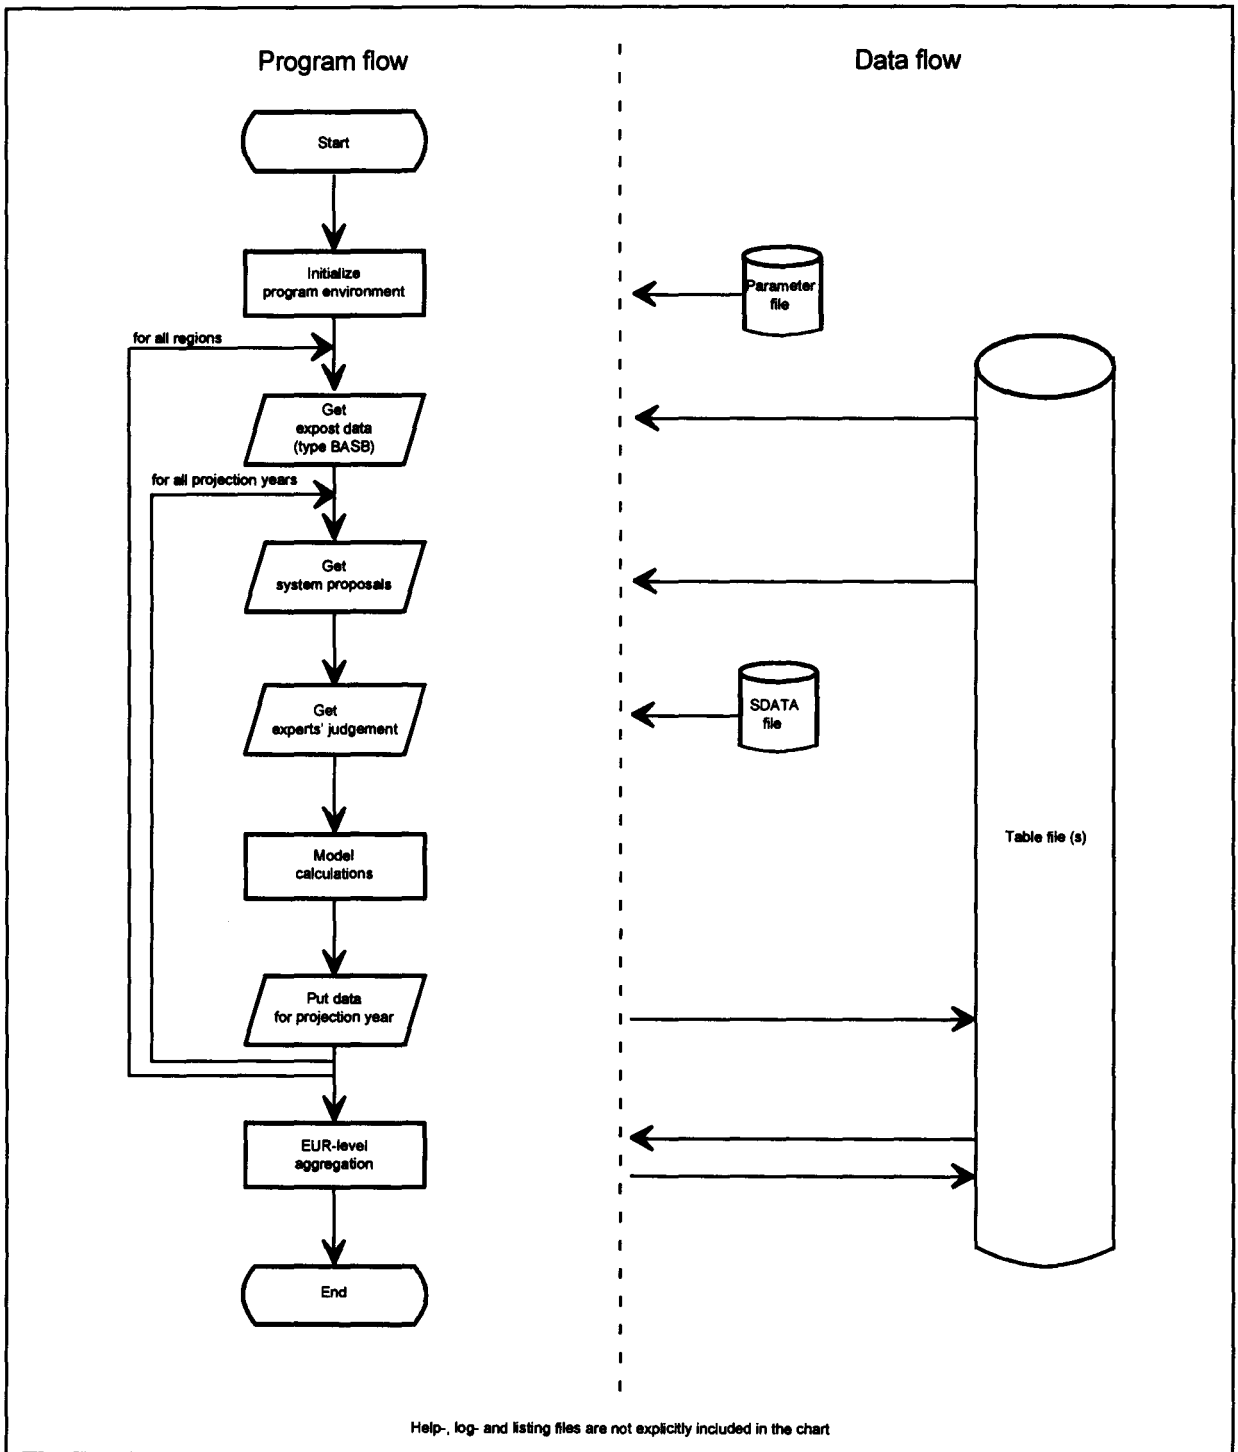 Program flow
Data flow
Start
Initialize
program environment
Parameter
file
for all regions
Get
expost data
(type BASB)
for all projection years
Get
system proposals
Get
experts' judgement
SDATA
file
Model
calculations
Table file (s)
Put data
for projection year
EUR-level
aggregation
End
Help-, log- and listing files are not explicitly included in the chart